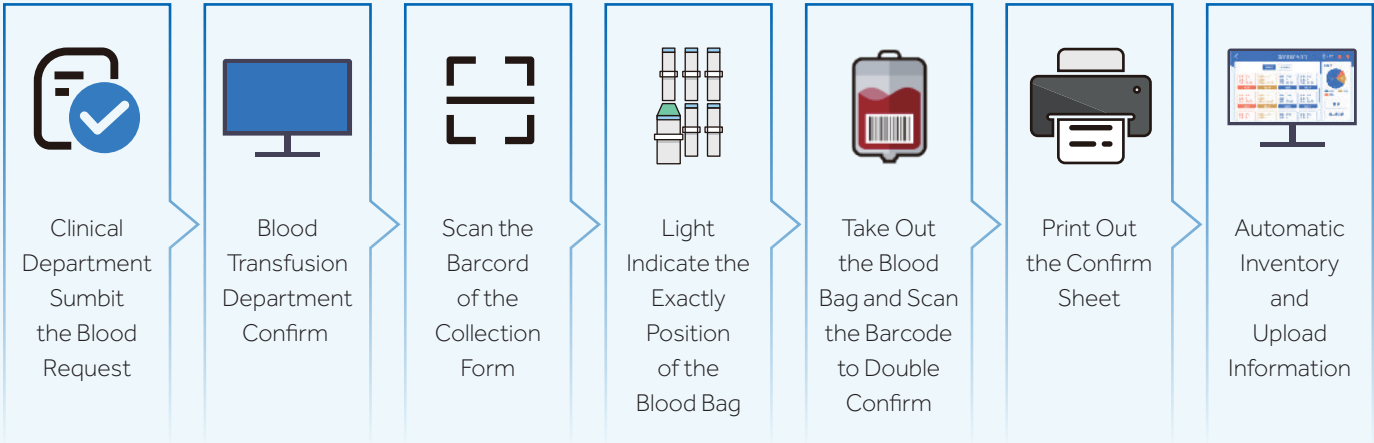 Clinical
Department
Sumbit
the Blood
Request
Blood
Transfusion
Department
Confirm
Scan the
Barcord
of the
Collection
Form
Light
Indicate the
Exactly
Position
of the
Blood Bag
Take Out
the Blood
Bag and Scan
the Barcode
to Double
Confirm
Print Out
the Confirm
Sheet
Automatic
Inventory
and
Upload
Information